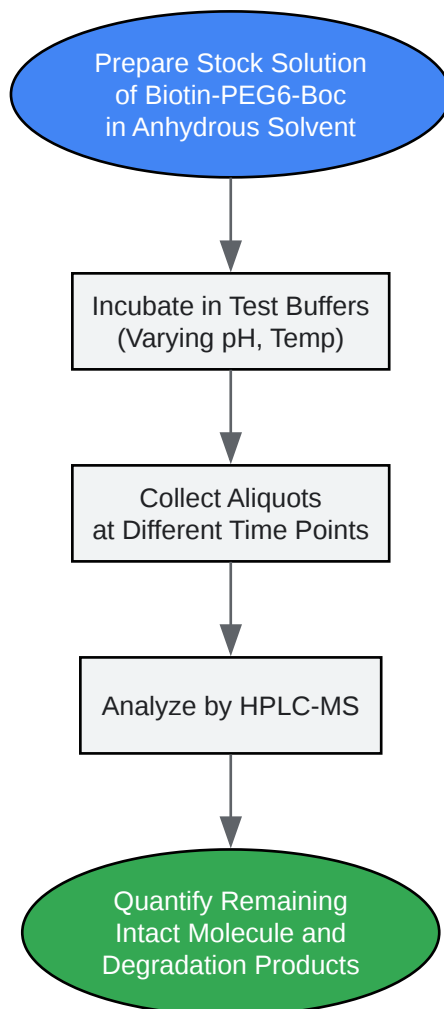 Prepare Stock Solution
of Biotin-PEG6-Boc
in Anhydrous Solvent
Incubate in Test Buffers
(Varying pH, Temp)
Collect Aliquots
at Different Time Points
Analyze by HPLC-MS
Quantify Remaining
Intact Molecule and
Degradation Products